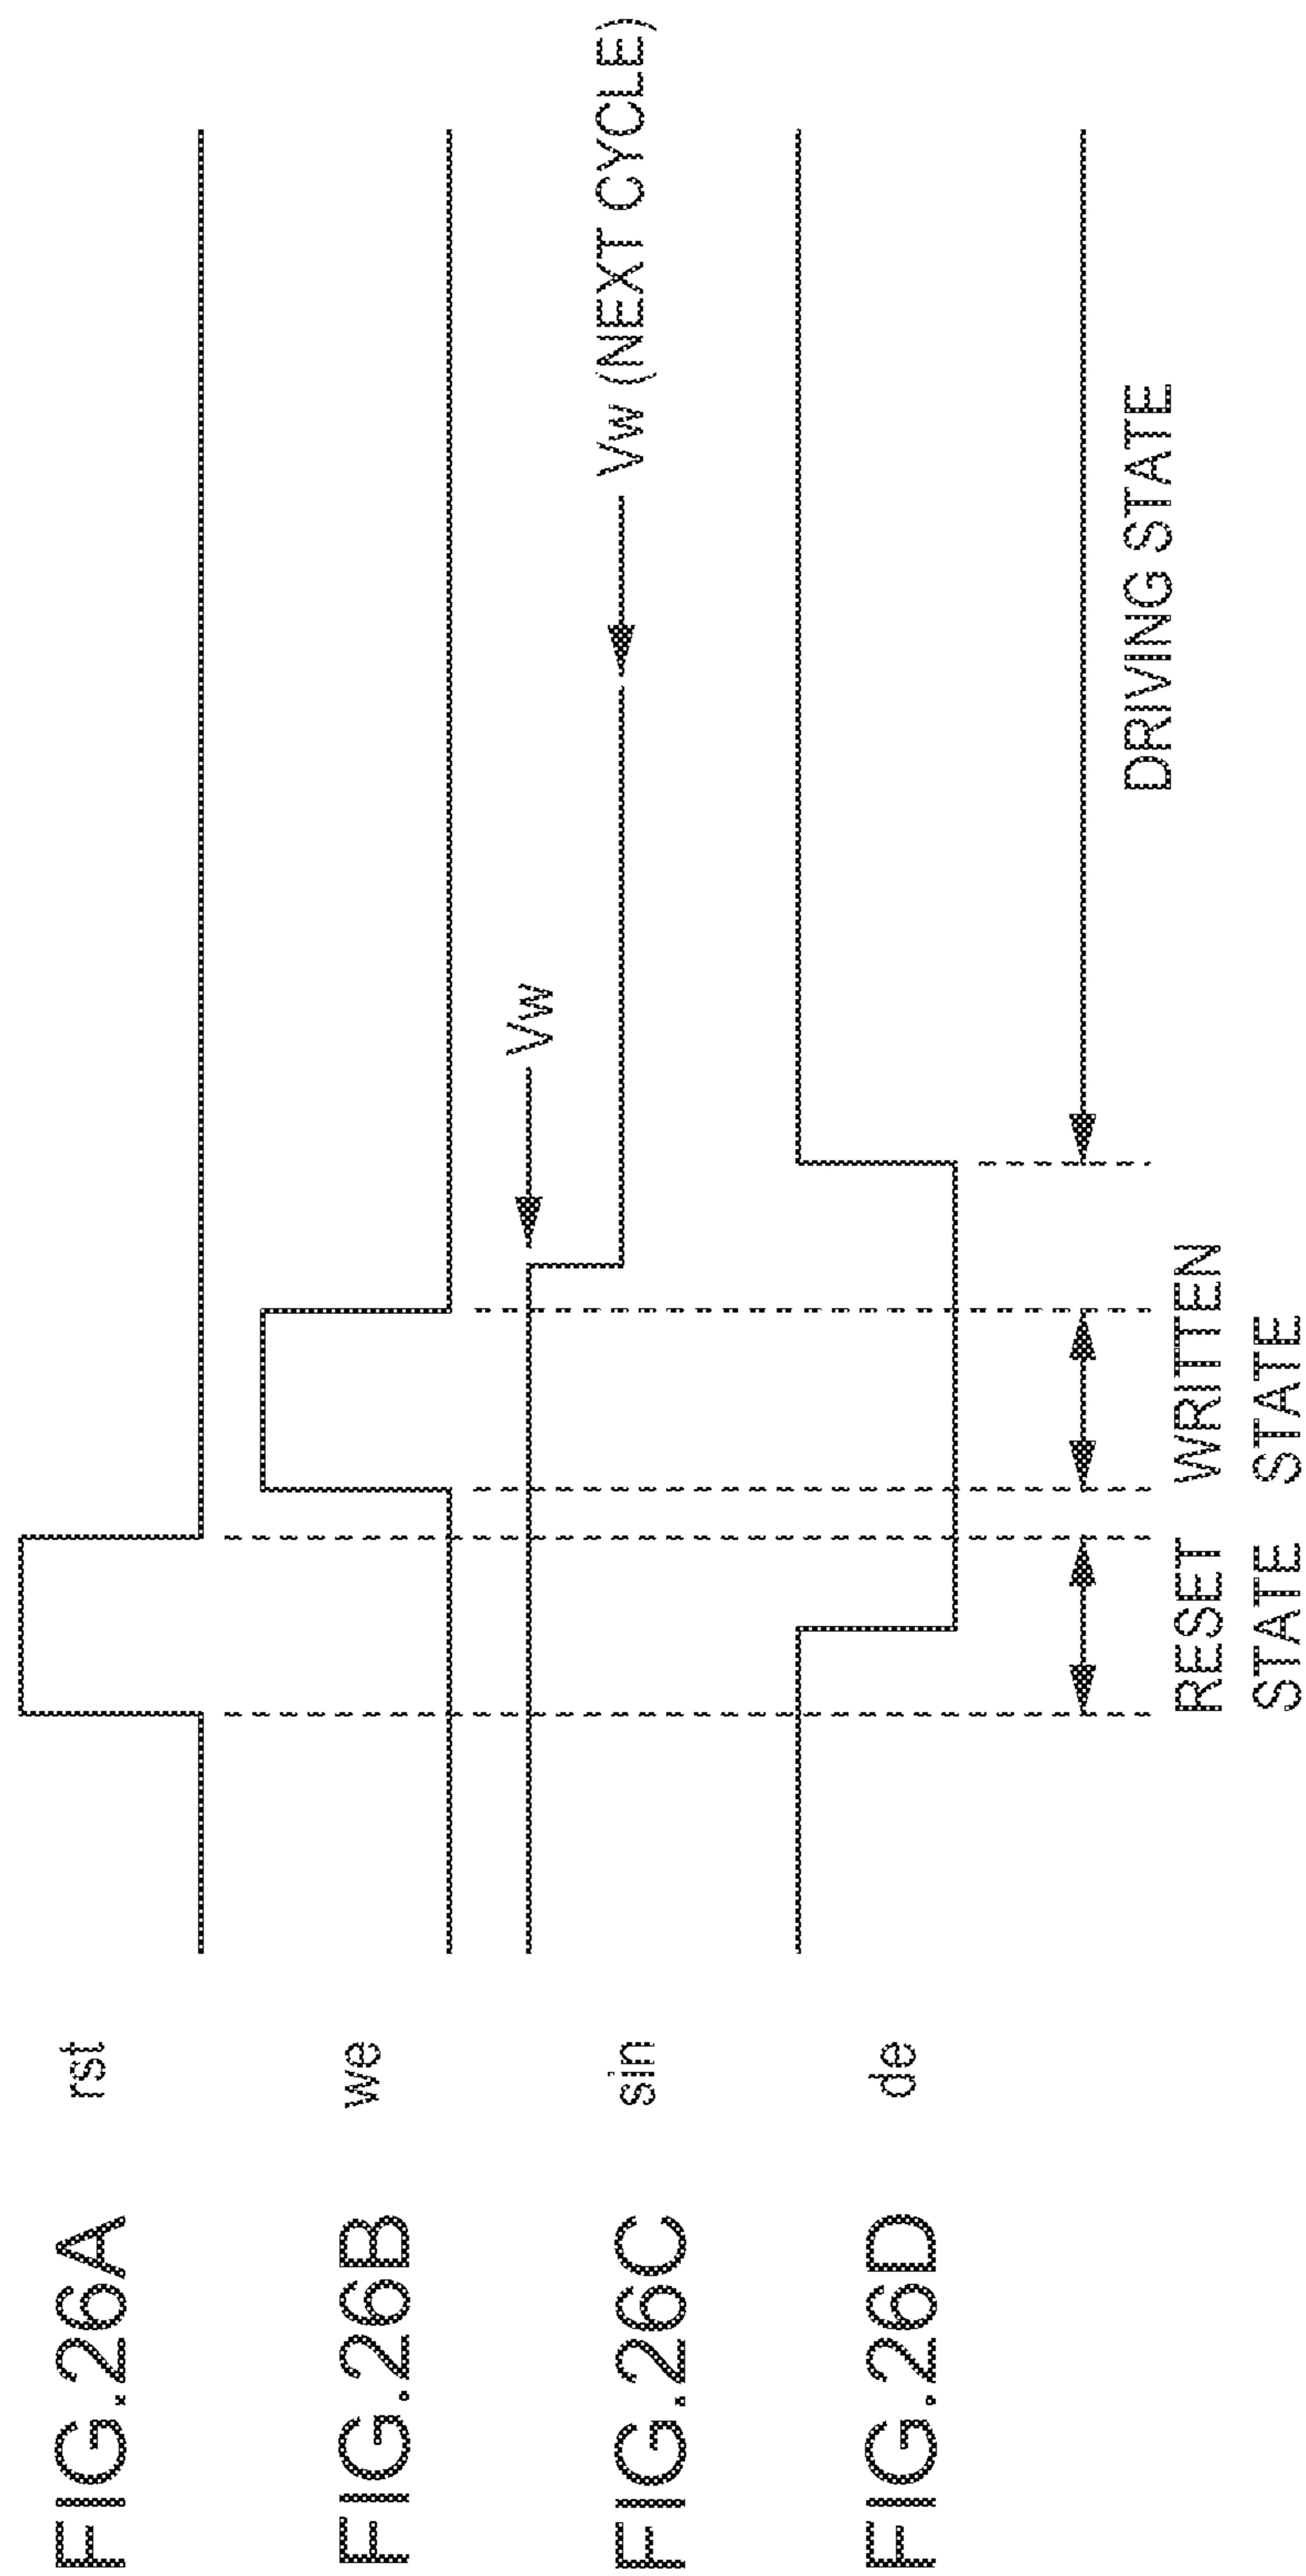 FIG.26A rst
FIG.26B we
Vw
FIG.26C sin
Vw (NEXT CYCLE)
FIG.26D de
RESET STATE
WRITTEN STATE
DRIVING STATE